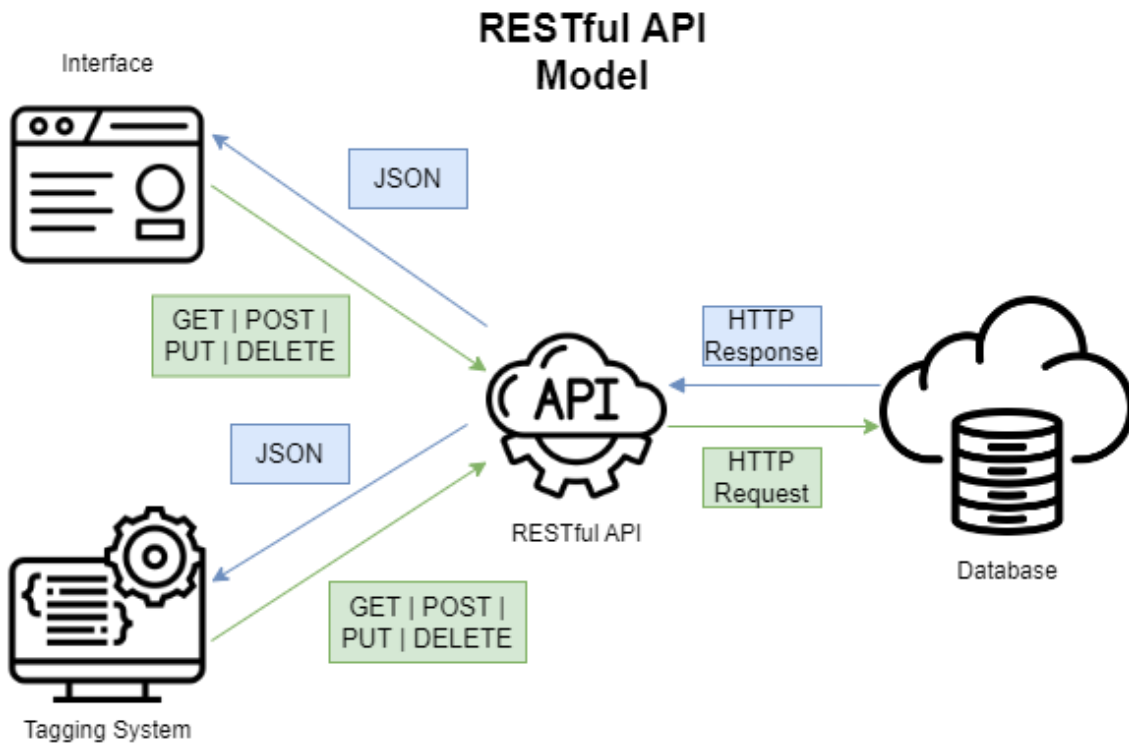 RESTful API
Model
Interface
JSON
GET | POST |
PUT | DELETE
HTTP
Response
API
JSON
HTTP
Request
RESTful API
Database
GET | POST |
PUT | DELETE
Tagging System